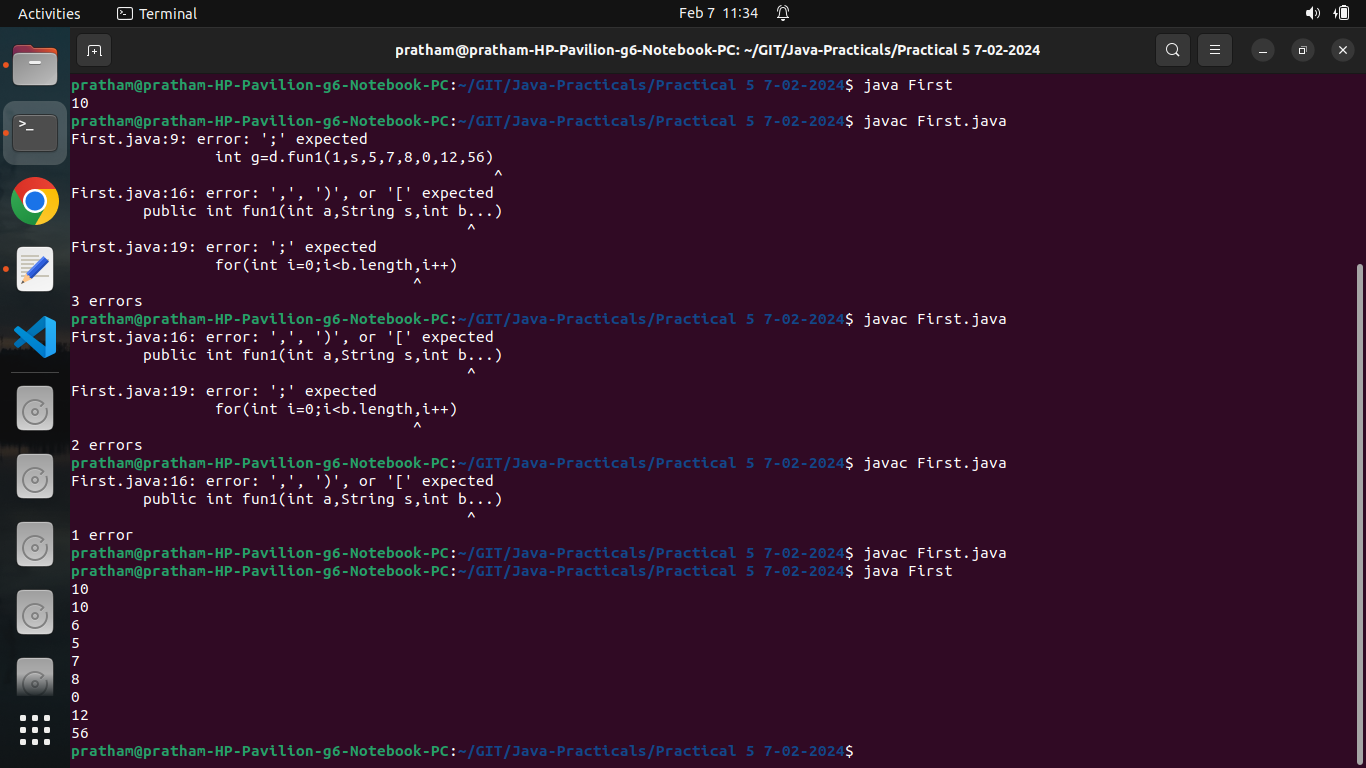 Activities Terminal Feb 7 11:34
pratham@pratham-HP-Pavilion-g6-Notebook-PC: ~/GIT/Java-Practicals/Practical 5 7-02-2024
pratham@pratham-HP-Pavilion-g6-Notebook-PC:~/GIT/Java-Practicals/Practical 5 7-02-2024$ java First
10
pratham@pratham-HP-Pavilion-g6-Notebook-PC:~/GIT/Java-Practicals/Practical 5 7-02-2024$ javac First.java
First.java:9: error: ';' expected
                int g=d.fun1(1,s,5,7,8,0,12,56)
                                               ^
First.java:16: error: ',', ')', or '[' expected
        public int fun1(int a,String s,int b...)
                                            ^
First.java:19: error: ';' expected
                for(int i=0;i<b.length,i++)
                                      ^
3 errors
pratham@pratham-HP-Pavilion-g6-Notebook-PC:~/GIT/Java-Practicals/Practical 5 7-02-2024$ javac First.java
First.java:16: error: ',', ')', or '[' expected
        public int fun1(int a,String s,int b...)
                                            ^
First.java:19: error: ';' expected
                for(int i=0;i<b.length,i++)
                                      ^
2 errors
pratham@pratham-HP-Pavilion-g6-Notebook-PC:~/GIT/Java-Practicals/Practical 5 7-02-2024$ javac First.java
First.java:16: error: ',', ')', or '[' expected
        public int fun1(int a,String s,int b...)
                                            ^
1 error
pratham@pratham-HP-Pavilion-g6-Notebook-PC:~/GIT/Java-Practicals/Practical 5 7-02-2024$ javac First.java
pratham@pratham-HP-Pavilion-g6-Notebook-PC:~/GIT/Java-Practicals/Practical 5 7-02-2024$ java First
10
10
6
5
7
8
0
12
56
pratham@pratham-HP-Pavilion-g6-Notebook-PC:~/GIT/Java-Practicals/Practical 5 7-02-2024$